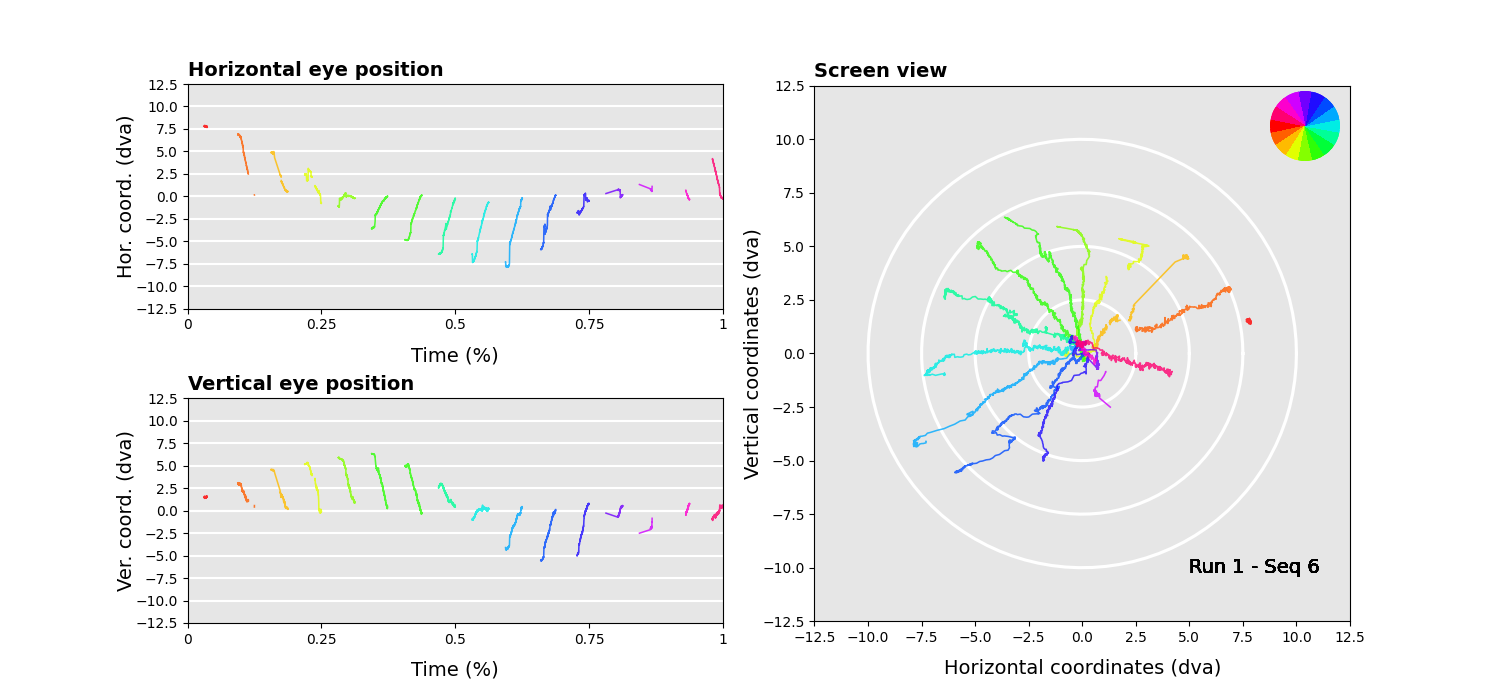 Horizontal eye position
12.5
10.0
7.5
5.0
2.5
0.0
−2.5
−5.0
−7.5
−10.0
−12.5
Hor. coord. (dva)
0 0.25 0.5 0.75 1
Time (%)
Vertical eye position
12.5
10.0
7.5
5.0
2.5
0.0
−2.5
−5.0
−7.5
−10.0
−12.5
Ver. coord. (dva)
0 0.25 0.5 0.75 1
Time (%)
Screen view
12.5
10.0
7.5
5.0
2.5
0.0
−2.5
−5.0
−7.5
−10.0
−12.5
Vertical coordinates (dva)
Run 1 - Seq 6
−12.5 −10.0 −7.5 −5.0 −2.5 0.0 2.5 5.0 7.5 10.0 12.5
Horizontal coordinates (dva)